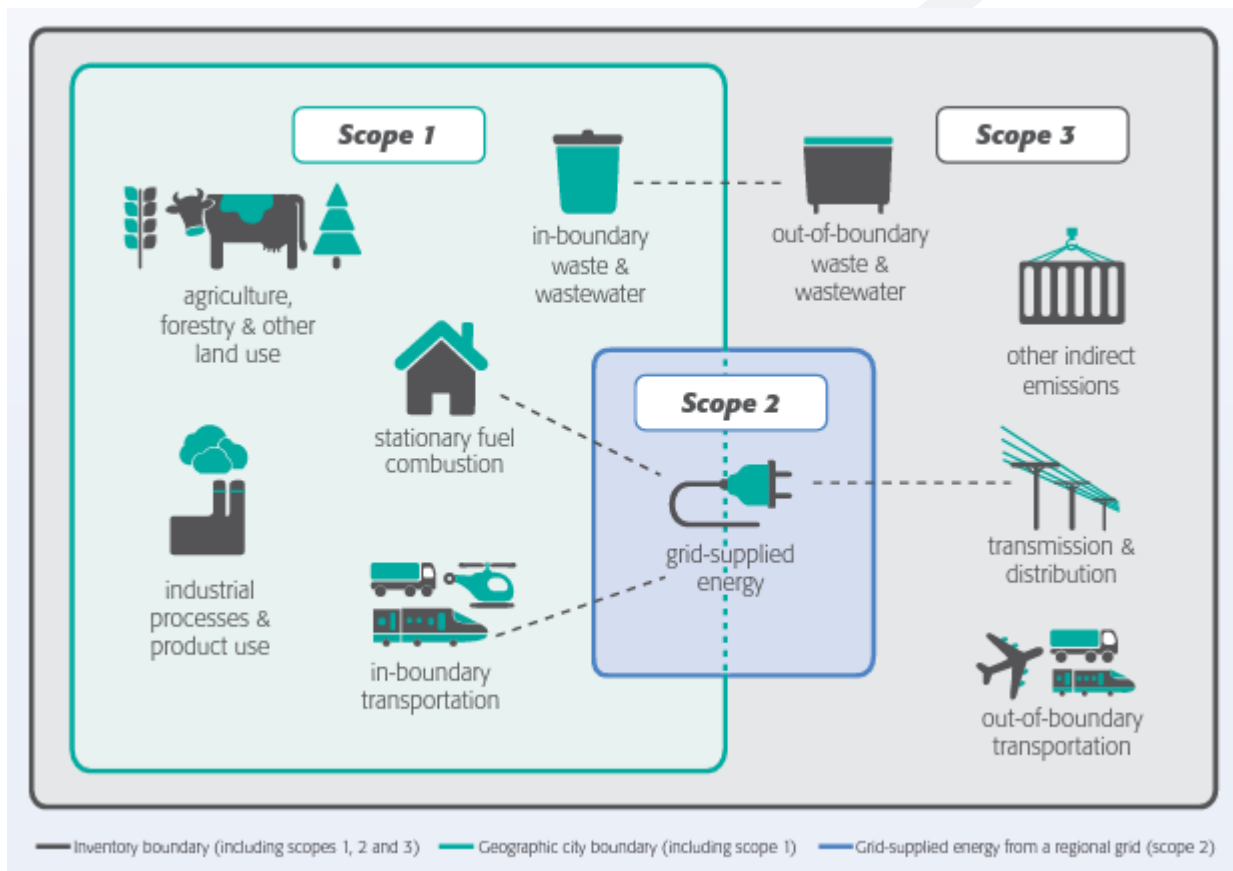 Scope 1
Scope 3
in-boundary
waste &
wastewater
out-of-boundary
waste &
wastewater
agriculture,
forestry & other
land use
other indirect
emissions
Scope 2
stationary fuel
combustion
grid-supplied
energy
transmission &
distribution
industrial
processes &
product use
in-boundary
transportation
out-of-boundary
transportation
Inventory boundary (including scopes 1, 2 and 3)
Geographic city boundary (including scope 1)
Grid-supplied energy from a regional grid (scope 2)